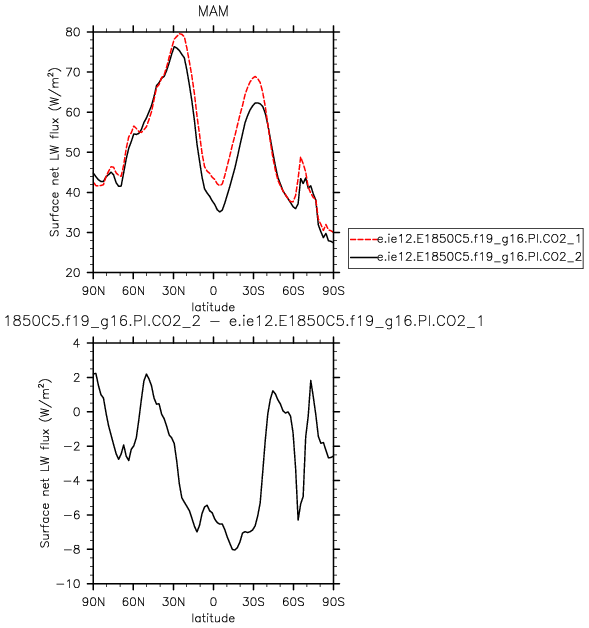 MAM
Surface net LW flux (W/m²)
80
70
60
50
40
30
20
90N 60N 30N 0 30S 60S 90S
latitude
e.ie12.E1850C5.f19_g16.PI.CO2_1
e.ie12.E1850C5.f19_g16.PI.CO2_2
1850C5.f19_g16.PI.CO2_2 − e.ie12.E1850C5.f19_g16.PI.CO2_1
Surface net LW flux (W/m²)
4
2
0
−2
−4
−6
−8
−10
90N 60N 30N 0 30S 60S 90S
latitude